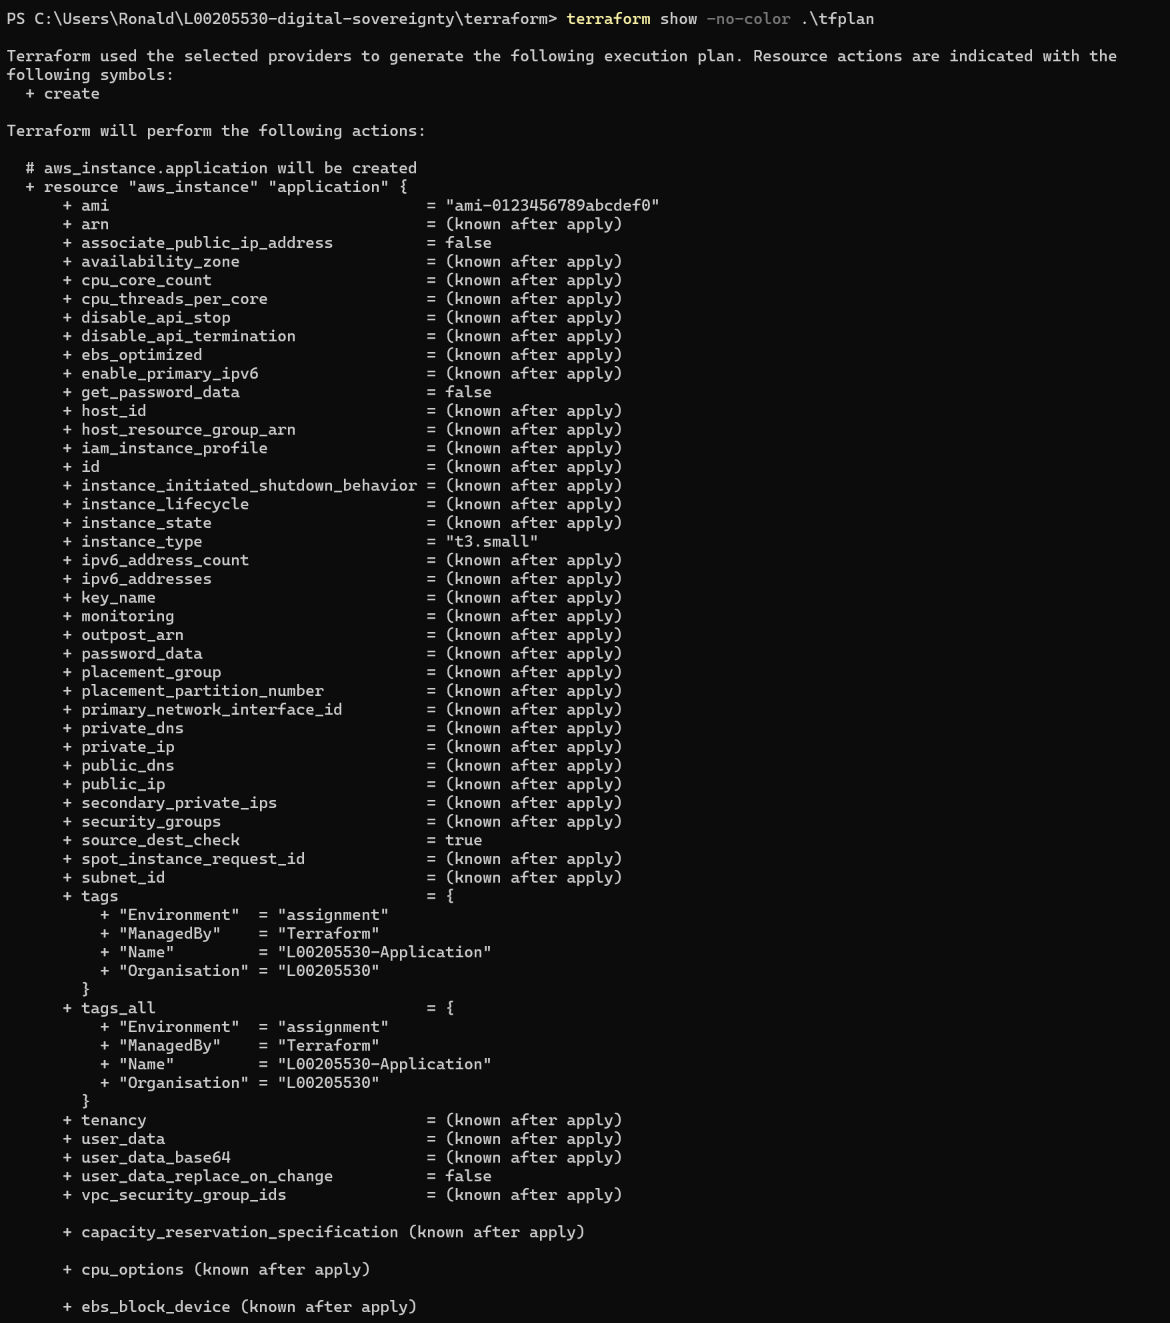 PS C:\Users\Ronald\L00205530-digital-sovereignty\terraform> terraform show -no-color .\tfplan

Terraform used the selected providers to generate the following execution plan. Resource actions are indicated with the
following symbols:
  + create

Terraform will perform the following actions:

  # aws_instance.application will be created
  + resource "aws_instance" "application" {
      + ami                                  = "ami-0123456789abcdef0"
      + arn                                  = (known after apply)
      + associate_public_ip_address          = false
      + availability_zone                    = (known after apply)
      + cpu_core_count                       = (known after apply)
      + cpu_threads_per_core                 = (known after apply)
      + disable_api_stop                     = (known after apply)
      + disable_api_termination              = (known after apply)
      + ebs_optimized                        = (known after apply)
      + enable_primary_ipv6                  = (known after apply)
      + get_password_data                    = false
      + host_id                              = (known after apply)
      + host_resource_group_arn              = (known after apply)
      + iam_instance_profile                 = (known after apply)
      + id                                   = (known after apply)
      + instance_initiated_shutdown_behavior = (known after apply)
      + instance_lifecycle                   = (known after apply)
      + instance_state                       = (known after apply)
      + instance_type                        = "t3.small"
      + ipv6_address_count                   = (known after apply)
      + ipv6_addresses                       = (known after apply)
      + key_name                             = (known after apply)
      + monitoring                           = (known after apply)
      + outpost_arn                          = (known after apply)
      + password_data                        = (known after apply)
      + placement_group                      = (known after apply)
      + placement_partition_number           = (known after apply)
      + primary_network_interface_id         = (known after apply)
      + private_dns                          = (known after apply)
      + private_ip                           = (known after apply)
      + public_dns                           = (known after apply)
      + public_ip                            = (known after apply)
      + secondary_private_ips                = (known after apply)
      + security_groups                      = (known after apply)
      + source_dest_check                    = true
      + spot_instance_request_id             = (known after apply)
      + subnet_id                            = (known after apply)
      + tags                                 = {
          + "Environment"  = "assignment"
          + "ManagedBy"    = "Terraform"
          + "Name"         = "L00205530-Application"
          + "Organisation" = "L00205530"
        }
      + tags_all                             = {
          + "Environment"  = "assignment"
          + "ManagedBy"    = "Terraform"
          + "Name"         = "L00205530-Application"
          + "Organisation" = "L00205530"
        }
      + tenancy                              = (known after apply)
      + user_data                            = (known after apply)
      + user_data_base64                     = (known after apply)
      + user_data_replace_on_change          = false
      + vpc_security_group_ids               = (known after apply)

      + capacity_reservation_specification (known after apply)

      + cpu_options (known after apply)

      + ebs_block_device (known after apply)